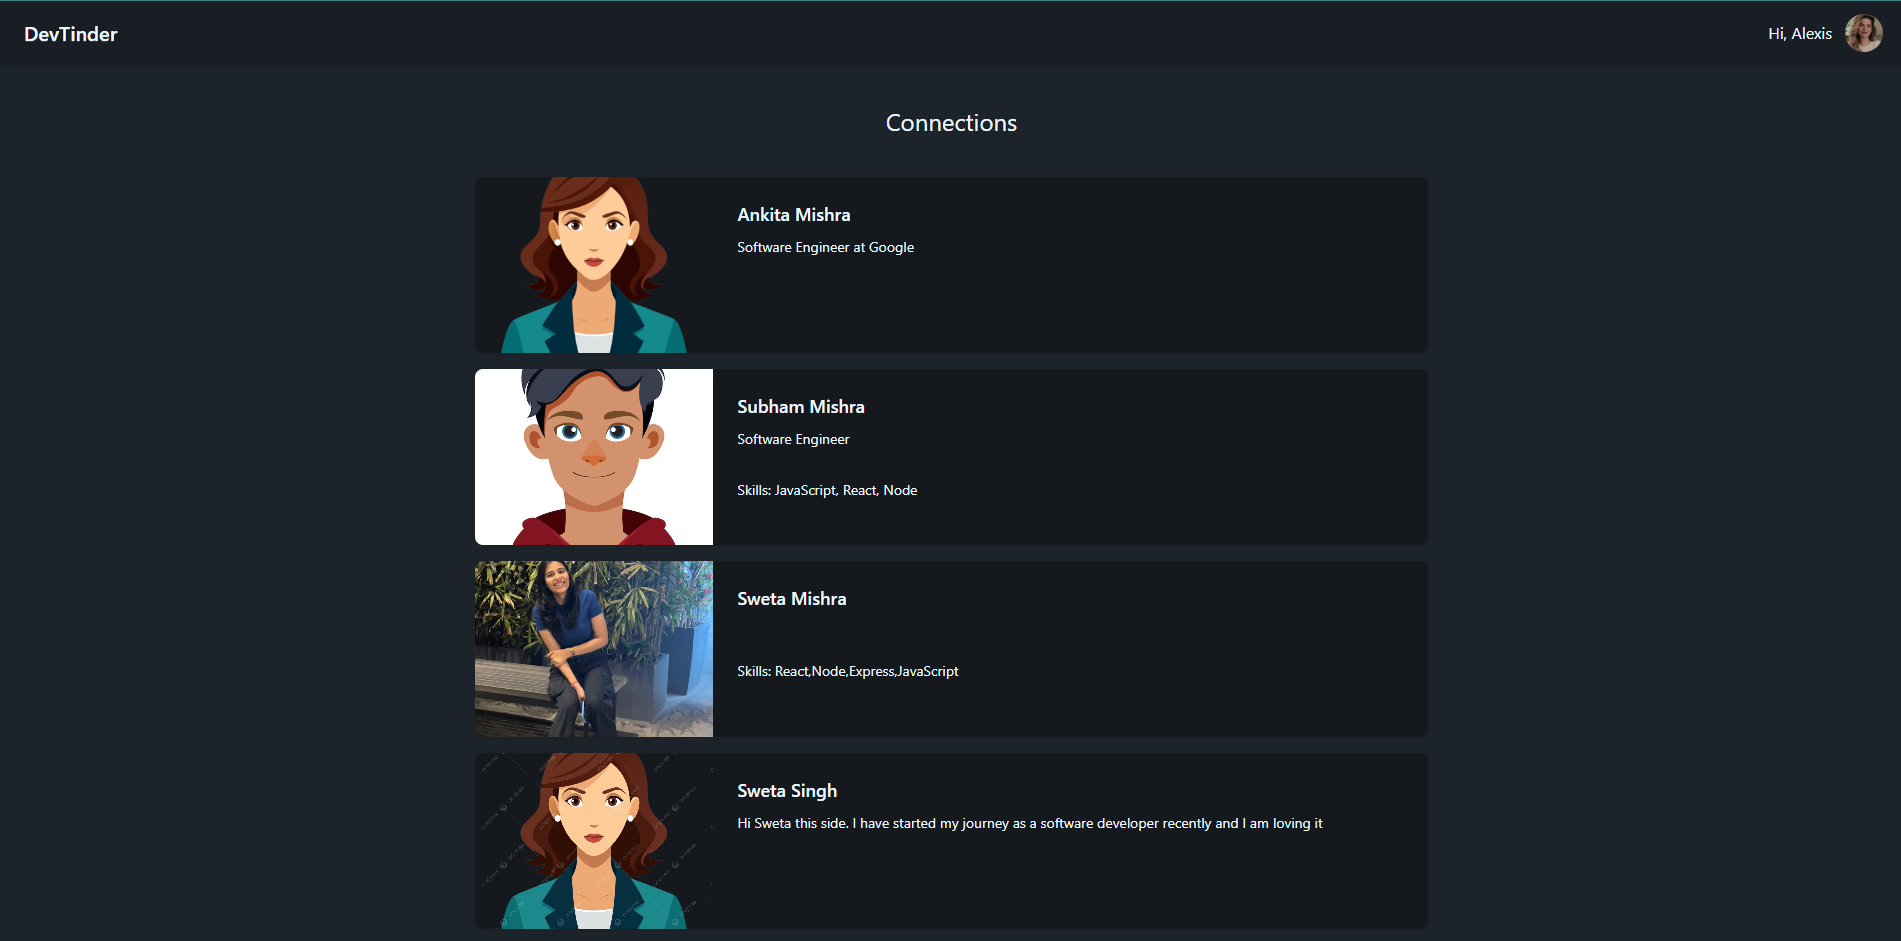 DevTinder
Hi, Alexis
Connections
Ankita Mishra
Software Engineer at Google
Subham Mishra
Software Engineer
Skills: JavaScript, React, Node
Sweta Mishra
Skills: React,Node,Express,JavaScript
Sweta Singh
Hi Sweta this side. I have started my journey as a software developer recently and I am loving it